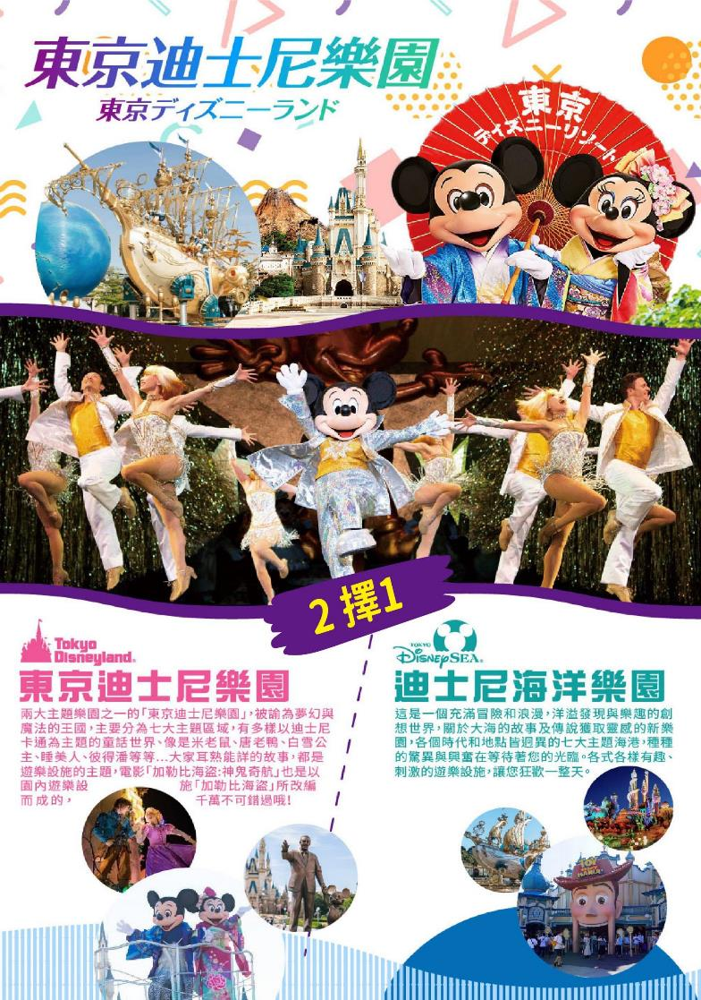 東京迪士尼樂園
東京ディズニーランド
東京
ディズニーリゾート
2擇1
Tokyo
Disneyland®
東京迪士尼樂園
兩大主題樂園之一的「東京迪士尼樂園」，被諭為夢幻與
魔法的王國，主要分為七大主題區域，有多樣以迪士尼
卡通為主題的童話世界、像是米老鼠、唐老鴨、白雪公
主、睡美人、彼得潘等等...大家耳熟能詳的故事，都是
遊樂設施的主題，電影「加勒比海盜:神鬼奇航」也是以
園內遊樂設施「加勒比海盜」所改編
而成的，千萬不可錯過哦！
TOKYO
DisneySEA®
迪士尼海洋樂園
這是一個充滿冒險和浪漫，洋溢發現與樂趣的創
想世界，關於大海的故事及傳說獲取靈感的新樂
園，各個時代和地點皆迥異的七大主題海港，種種
的驚異與興奮在等待著您的光臨。各式各樣有趣、
刺激的遊樂設施，讓您狂歡一整天。
TOY
MANIA